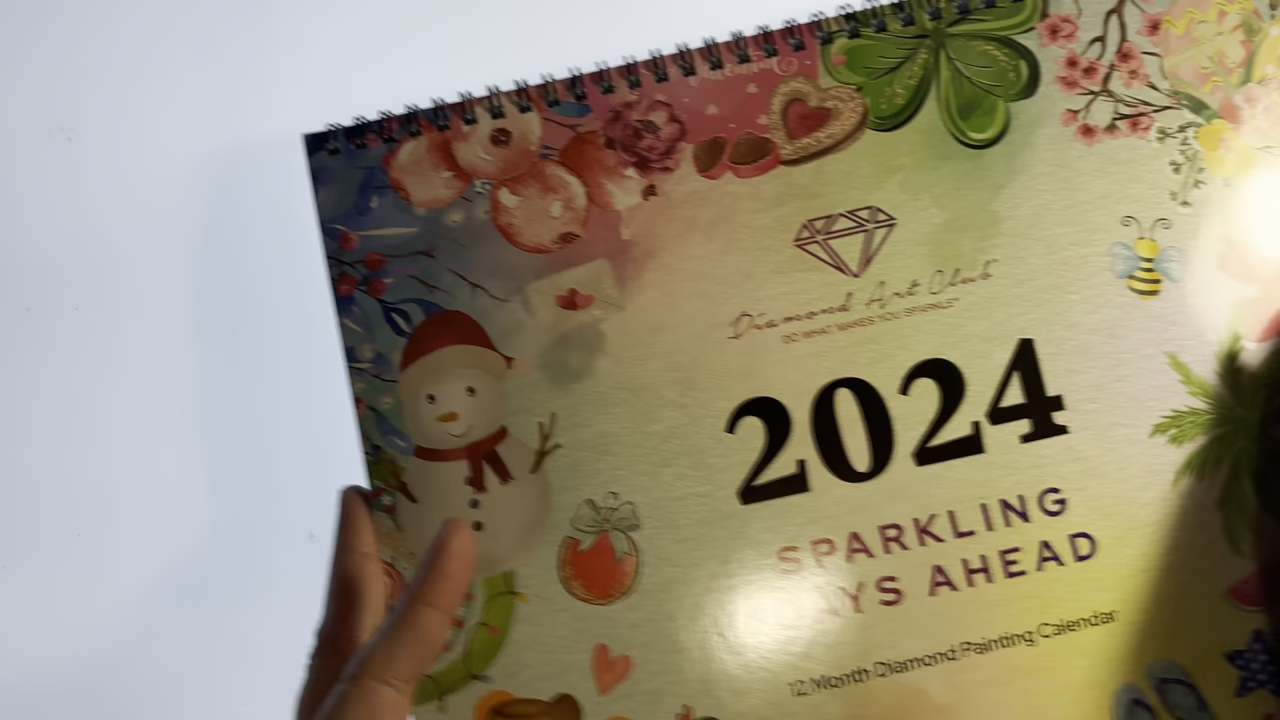 Diamond Art Club
DO WHAT MAKES YOU SPARKLE
2024
SPARKLING
AHEAD
12 Month Diamond Painting Calendar